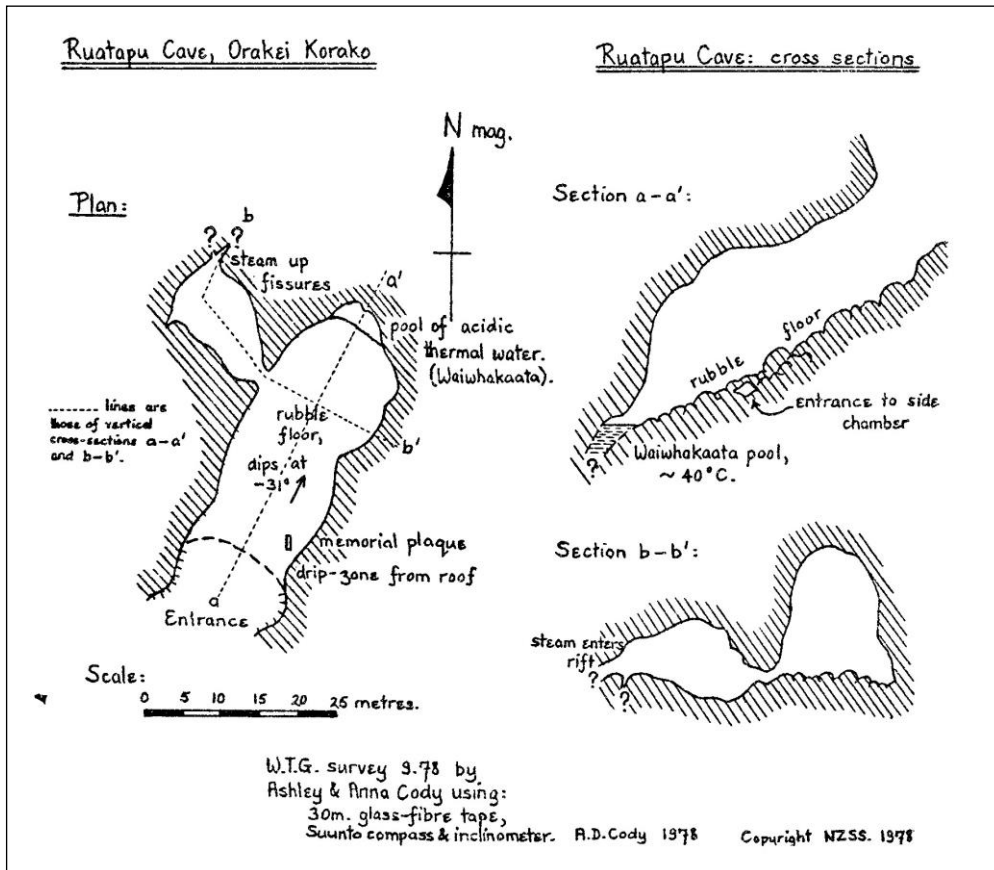 Ruatapu Cave, Orakei Korako
N mag.
Plan:
? ? b
steam up
fissures
a'
pool of acidic
thermal water.
(Waiwhakaata).
------- lines are
those of vertical
cross-sections a-a'
and b-b'.
rubble
floor,
b'
dips at
-31°
memorial plaque
drip-zone from roof
a
Entrance
Scale:
0 5 10 15 20 25 metres.
Ruatapu Cave: cross sections
Section a-a':
rubble floor
entrance to side
chamber
?
Waiwhakaata pool,
~ 40°C.
Section b-b':
steam enters
rift
?
?
W.T.G. survey 9.78 by
Ashley & Anna Cody using:
30m. glass-fibre tape,
Suunto compass & inclinometer. A.D.Cody 1978 Copyright NZSS. 1978